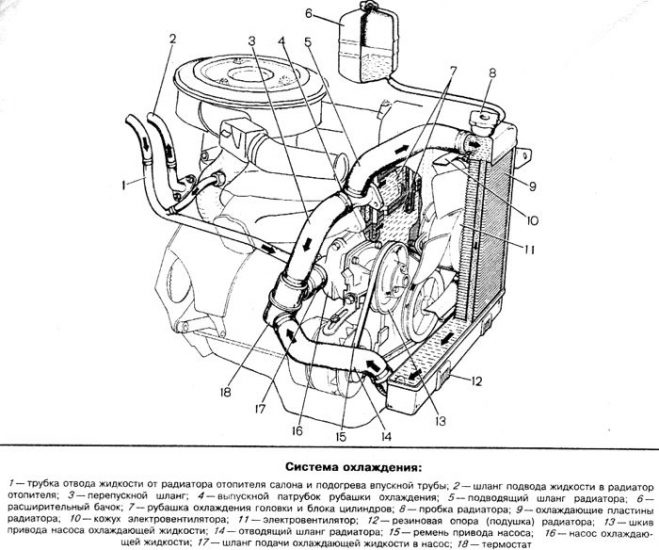 6
2
3
4
5
7
8
1
9
10
11
12
18
17
16
15
14
13
Система охлаждения:
1 — трубка отвода жидкости от радиатора отопителя салона и подогрева впускной трубы; 2 — шланг подвода жидкости в радиатор
отопителя; 3 — перепускной шланг; 4 — выпускной патрубок рубашки охлаждения; 5 — подводящий шланг радиатора; 6 —
расширительный бачок; 7 — рубашка охлаждения головки и блока цилиндров; 8 — пробка радиатора; 9 — охлаждающие пластины
радиатора; 10 — кожух электровентилятора; 11 — электровентилятор; 12 — резиновая опора (подушка) радиатора; 13 — шкив
привода насоса охлаждающей жидкости; 14 — отводящий шланг радиатора; 15 — ремень привода насоса; 16 — насос охлаждаю-
щей жидкости; 17 — шланг подачи охлаждающей жидкости в насос; 18 — термостат